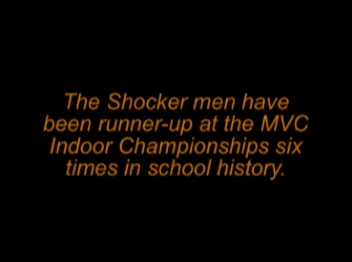 The Shocker men have
been runner-up at the MVC
Indoor Championships six
times in school history.